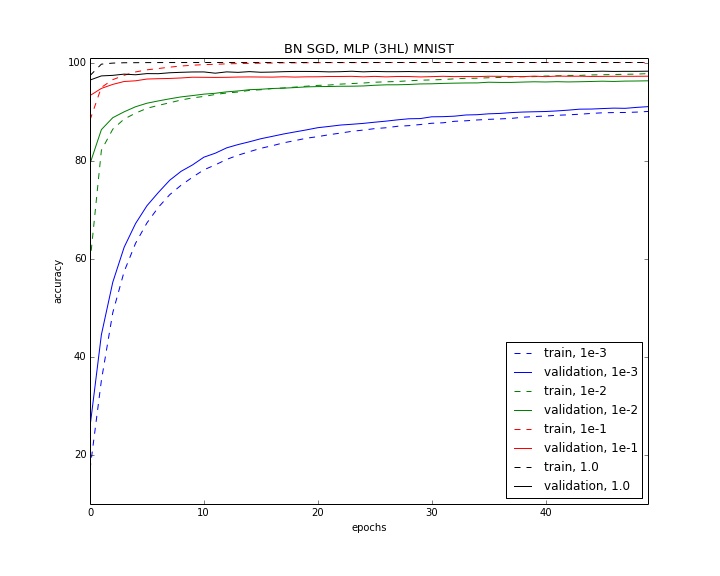 BN SGD, MLP (3HL) MNIST
100
80
60
40
20
accuracy
0
10
20
30
40
epochs
train, 1e-3
validation, 1e-3
train, 1e-2
validation, 1e-2
train, 1e-1
validation, 1e-1
train, 1.0
validation, 1.0